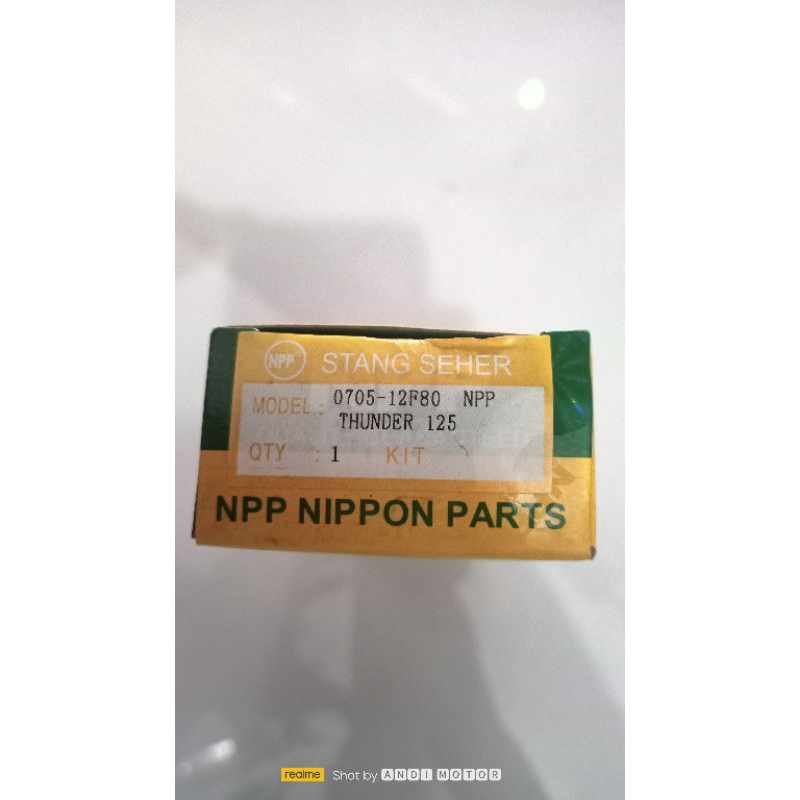 NPP STANG SEHER
MODEL : 0705-12F80 NPP
THUNDER 125
QTY : 1 KIT
NPP NIPPON PARTS
realme Shot by ANDI MOTOR